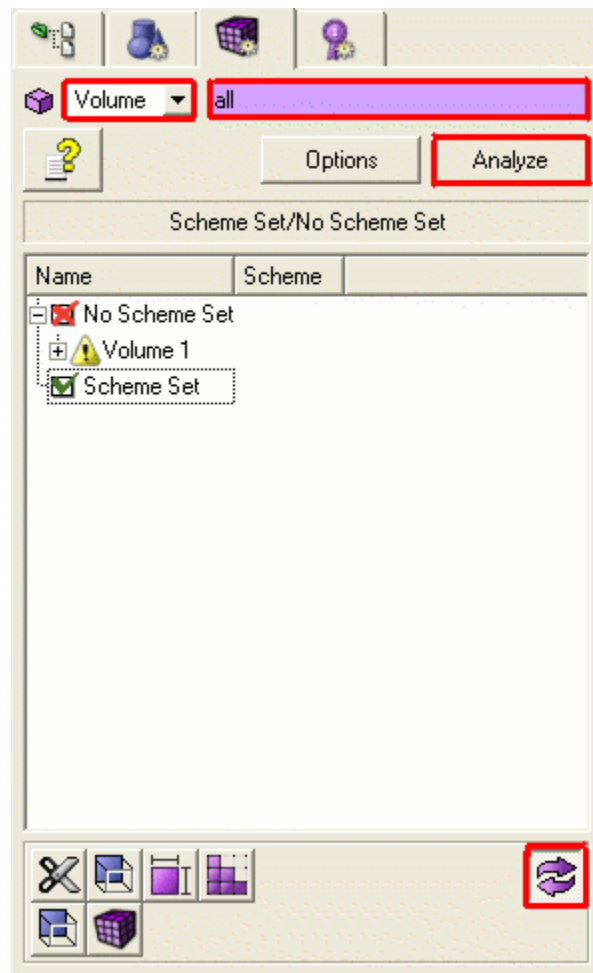 Volume all
Options Analyze
Scheme Set/No Scheme Set
Name Scheme
No Scheme Set
Volume 1
Scheme Set